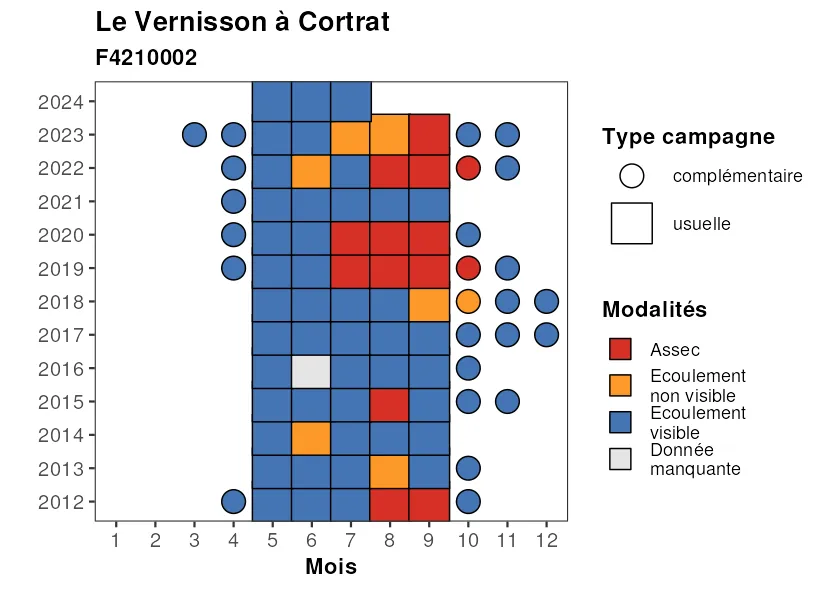 Le Vernisson à Cortrat
F4210002
2024
2023
2022
2021
2020
2019
2018
2017
2016
2015
2014
2013
2012
1 2 3 4 5 6 7 8 9 10 11 12
Mois
Type campagne
complémentaire
usuelle
Modalités
Assec
Ecoulement
non visible
Ecoulement
visible
Donnée
manquante